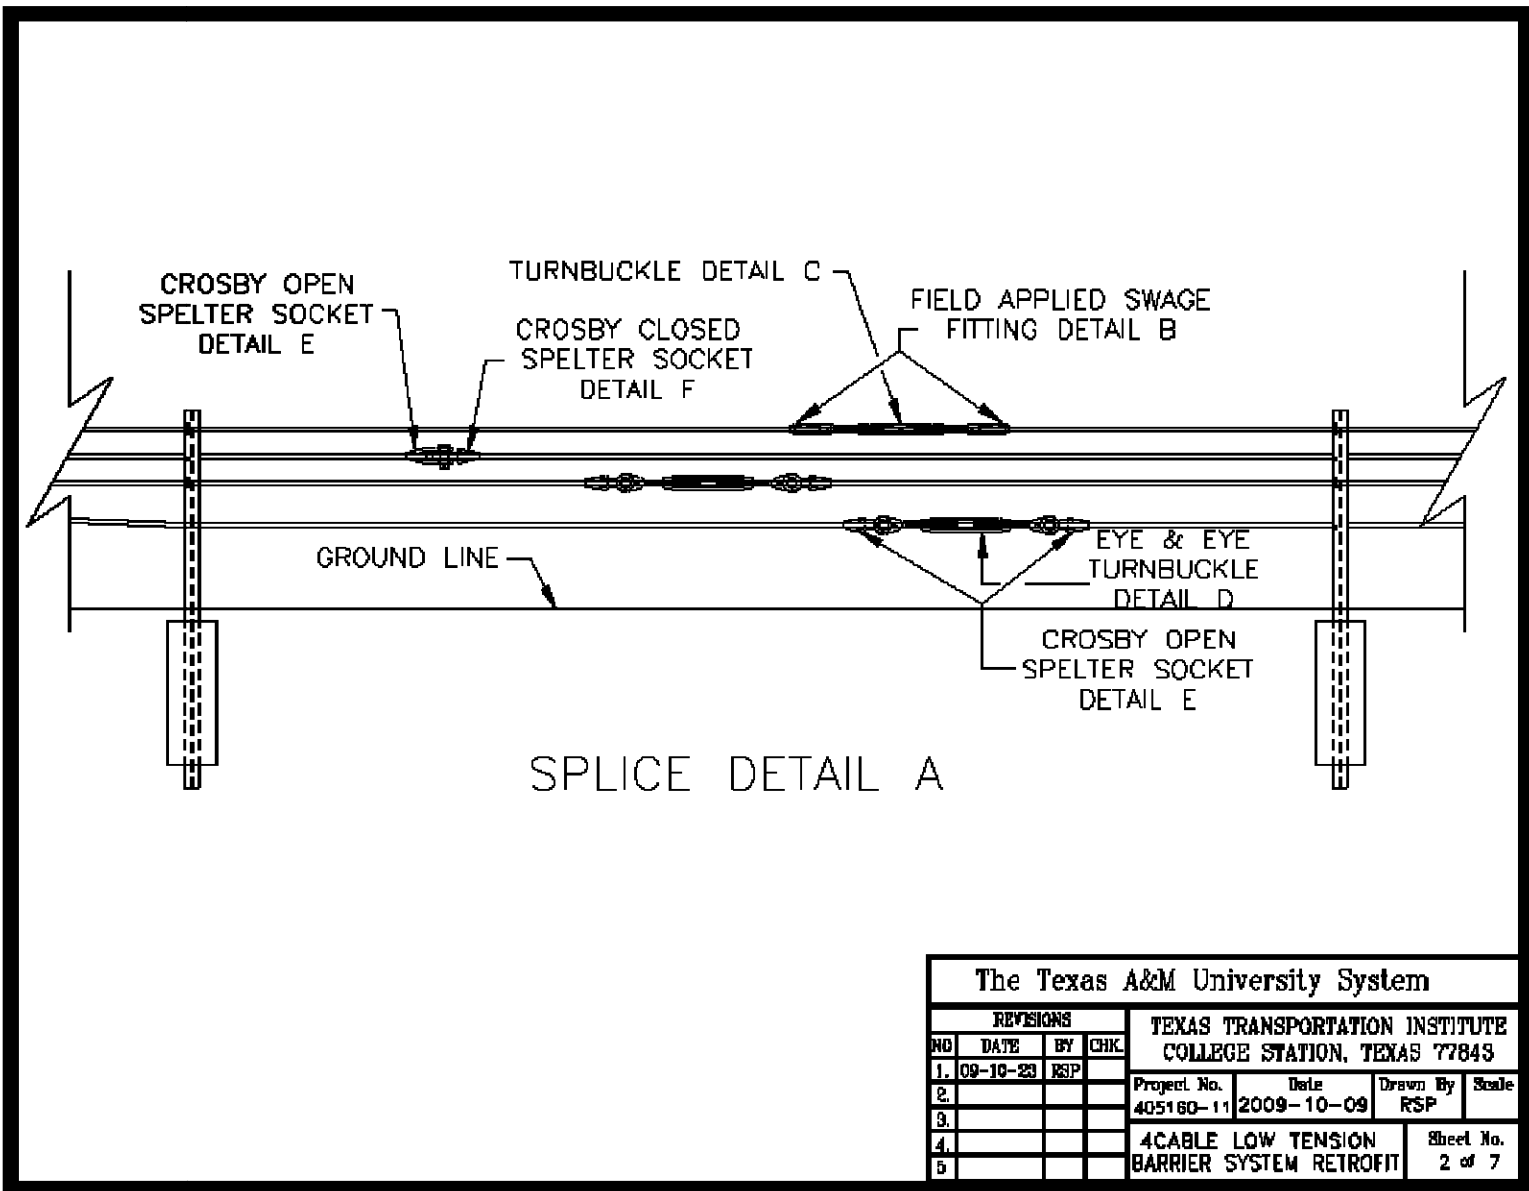 CROSBY OPEN
SPELTER SOCKET
DETAIL E
TURNBUCKLE DETAIL C
CROSBY CLOSED
SPELTER SOCKET
DETAIL F
FIELD APPLIED SWAGE
FITTING DETAIL B
GROUND LINE
EYE & EYE
TURNBUCKLE
DETAIL D
CROSBY OPEN
SPELTER SOCKET
DETAIL E
SPLICE DETAIL A
The Texas A&M University System
REVISIONS
NO DATE BY CHK.
1. 09-10-23 RSP
2.
3.
4.
5
TEXAS TRANSPORTATION INSTITUTE
COLLEGE STATION, TEXAS 77843
Project No. Date Drawn By Scale
405160-11 2009-10-09 RSP
4CABLE LOW TENSION
BARRIER SYSTEM RETROFIT
Sheet No.
2 of 7